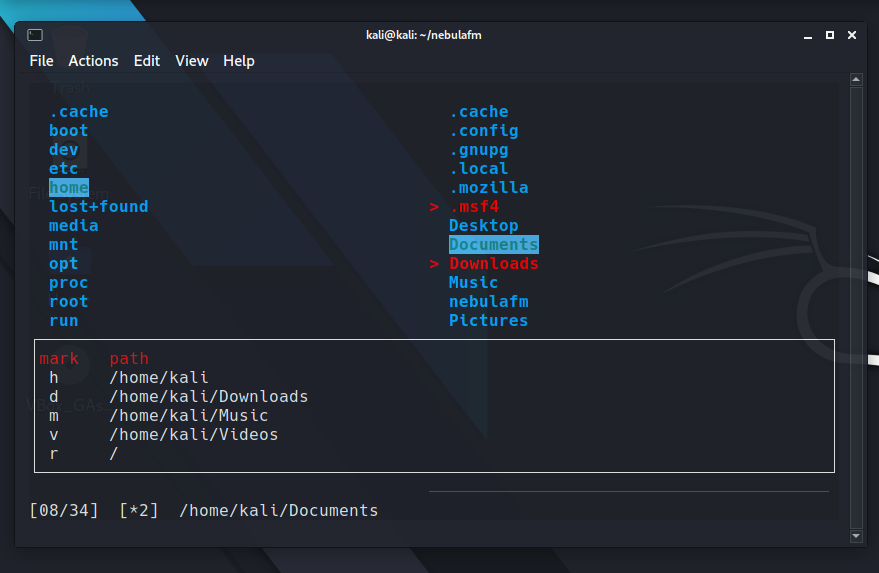 kali@kali: ~/nebulafm
File Actions Edit View Help
.cache .cache
boot .config
dev .gnupg
etc .local
home .mozilla
lost+found > .msf4
media Desktop
mnt Documents
opt > Downloads
proc Music
root nebulafm
run Pictures
mark path
h /home/kali
d /home/kali/Downloads
m /home/kali/Music
v /home/kali/Videos
r /
[08/34] [*2] /home/kali/Documents